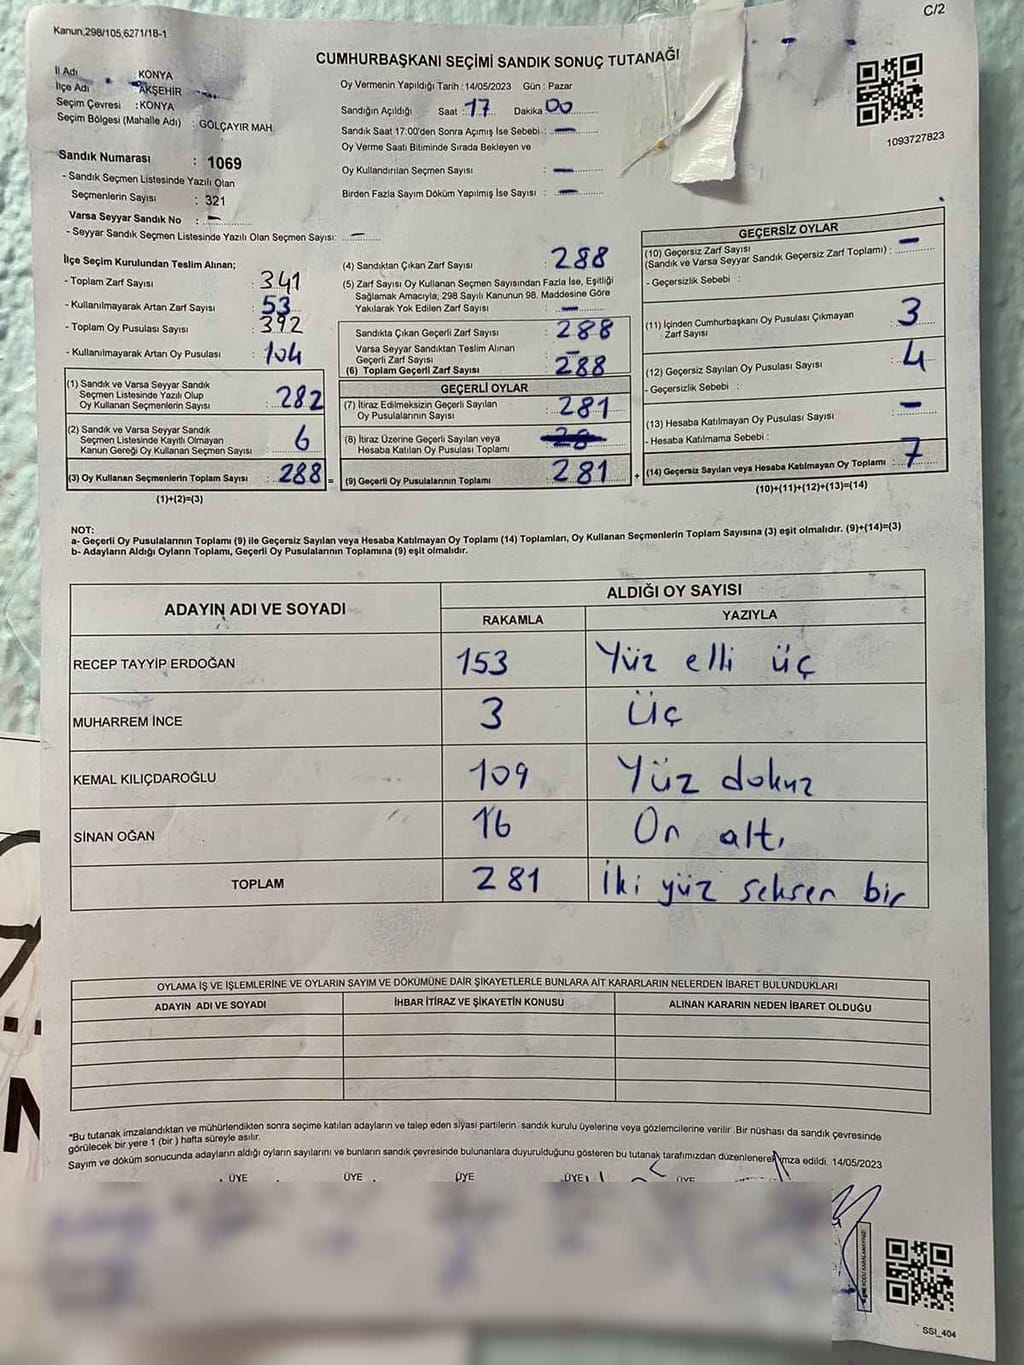 Kanun,298/105,6271/18-1
C/2
CUMHURBAŞKANI SEÇİMİ SANDIK SONUÇ TUTANAĞI
İl Adı KONYA
İlçe Adı AKŞEHİR
Seçim Çevresi :KONYA
Seçim Bölgesi (Mahalle Adı) : GÖLÇAYIR MAH.
Oy Vermenin Yapıldığı Tarih :14/05/2023 Gün : Pazar
Sandığın Açıldığı Saat :17 Dakika 00
Sandık Saat 17:00'den Sonra Açımış İse Sebebi : —
Oy Verme Saati Bitiminde Sırada Bekleyen ve
Oy Kullandırılan Seçmen Sayısı : —
Birden Fazla Sayım Döküm Yapılmış İse Sayısı : —
1093727823
Sandık Numarası : 1069
- Sandık Seçmen Listesinde Yazılı Olan
Seçmenlerin Sayısı : 321
Varsa Seyyar Sandık No : —
- Seyyar Sandık Seçmen Listesinde Yazılı Olan Seçmen Sayısı: —
İlçe Seçim Kurulundan Teslim Alınan;
- Toplam Zarf Sayısı : 341
- Kullanılmayarak Artan Zarf Sayısı : 53
- Toplam Oy Pusulası Sayısı : 392
- Kullanılmayarak Artan Oy Pusulası : 104
(1) Sandık ve Varsa Seyyar Sandık
Seçmen Listesinde Yazılı Olup
Oy Kullanan Seçmenlerin Sayısı : 282
(2) Sandık ve Varsa Seyyar Sandık
Seçmen Listesinde Kayıtlı Olmayan
Kanun Gereği Oy Kullanan Seçmen Sayısı : 6
(3) Oy Kullanan Seçmenlerin Toplam Sayısı : 288 =
(1)+(2)=(3)
(4) Sandıktan Çıkan Zarf Sayısı : 288
(5) Zarf Sayısı Oy Kullanan Seçmen Sayısından Fazla İse, Eşitliği
Sağlamak Amacıyla, 298 Sayılı Kanunun 98. Maddesine Göre
Yakılarak Yok Edilen Zarf Sayısı : —
Sandıkta Çıkan Geçerli Zarf Sayısı : 288
Varsa Seyyar Sandıktan Teslim Alınan
Geçerli Zarf Sayısı : —
(6) Toplam Geçerli Zarf Sayısı : 288
GEÇERLİ OYLAR
(7) İtiraz Edilmeksizin Geçerli Sayılan
Oy Pusulalarının Sayısı : 281
(8) İtiraz Üzerine Geçerli Sayılan veya
Hesaba Katılan Oy Pusulası Toplamı
(9) Geçerli Oy Pusulalarının Toplamı : 281 +
GEÇERSİZ OYLAR
(10) Geçersiz Zarf Sayısı
(Sandık ve Varsa Seyyar Sandık Geçersiz Zarf Toplamı) : —
- Geçersizlik Sebebi :
(11) İçinden Cumhurbaşkanı Oy Pusulası Çıkmayan
Zarf Sayısı : 3
(12) Geçersiz Sayılan Oy Pusulası Sayısı : 4
- Geçersizlik Sebebi :
(13) Hesaba Katılmayan Oy Pusulası Sayısı : —
- Hesaba Katılmama Sebebi :
(14) Geçersiz Sayılan veya Hesaba Katılmayan Oy Toplamı : 7
(10)+(11)+(12)+(13)=(14)
NOT:
a- Geçerli Oy Pusulalarının Toplamı (9) ile Geçersiz Sayılan veya Hesaba Katılmayan Oy Toplamı (14) Toplamları, Oy Kullanan Seçmenlerin Toplam Sayısına (3) eşit olmalıdır. (9)+(14)=(3)
b- Adayların Aldığı Oyların Toplamı, Geçerli Oy Pusulalarının Toplamına (9) eşit olmalıdır.
ADAYIN ADI VE SOYADI ALDIĞI OY SAYISI
RAKAMLA YAZIYLA
RECEP TAYYİP ERDOĞAN 153 Yüz elli üç
MUHARREM İNCE 3 Üç
KEMAL KILIÇDAROĞLU 109 Yüz dokuz
SİNAN OĞAN 16 On altı
TOPLAM 281 İki yüz seksen bir
OYLAMA İŞ VE İŞLEMLERİNE VE OYLARIN SAYIM VE DÖKÜMÜNE DAİR ŞİKAYETLERLE BUNLARA AİT KARARLARIN NELERDEN İBARET BULUNDUKLARI
ADAYIN ADI VE SOYADI İHBAR İTİRAZ VE ŞİKAYETİN KONUSU ALINAN KARARIN NEDEN İBARET OLDUĞU
*Bu tutanak imzalandıktan ve mühürlendikten sonra seçime katılan adayların ve talep eden siyasi partilerin sandık kurulu üyelerine veya gözlemcilerine verilir .Bir nüshası da sandık çevresinde
görülecek bir yere 1 (bir ) hafta süreyle asılır.
Sayım ve döküm sonucunda adayların aldığı oyların sayılarını ve bunların sandık çevresinde bulunanlara duyurulduğunu gösteren bu tutanak tarafımızdan düzenlenerek imza edildi. 14/05/2023
ÜYE ÜYE ÜYE ÜYE ÜYE
SSI_404